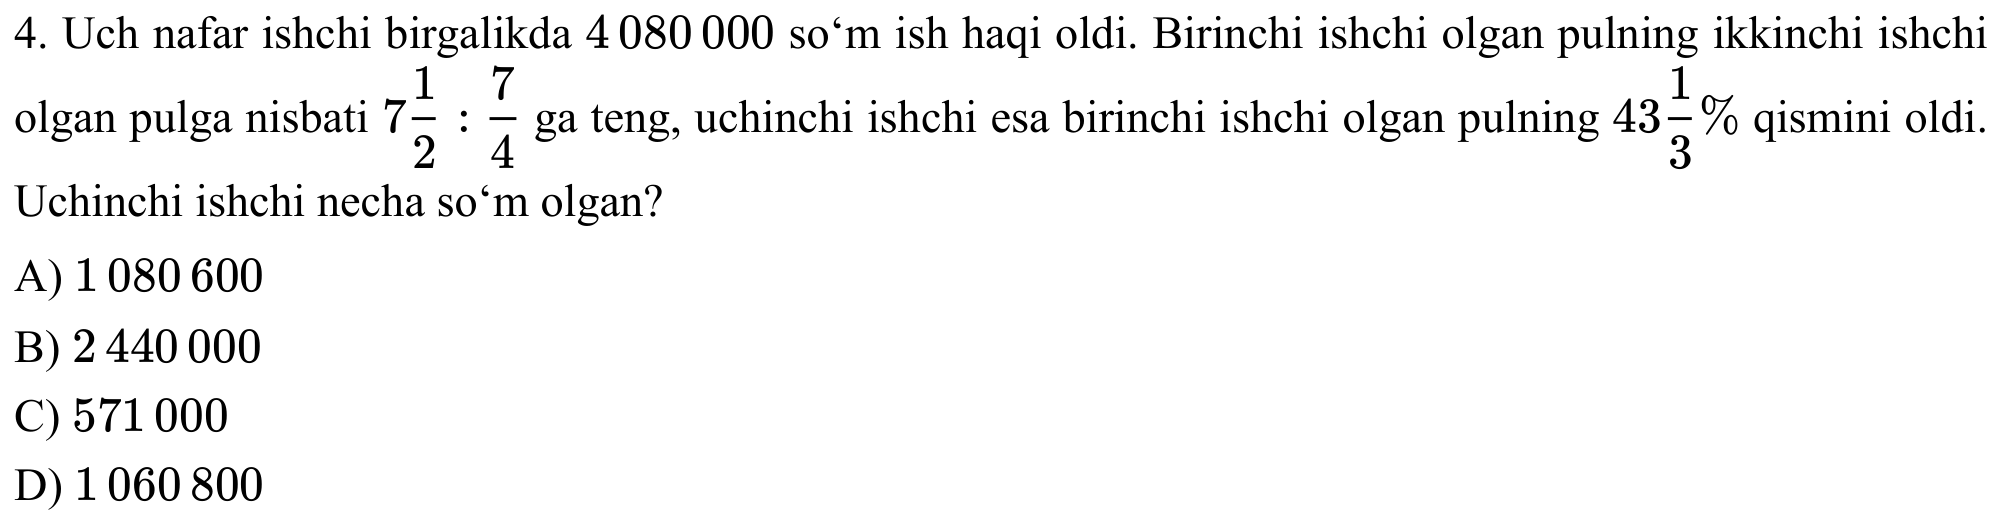 4. Uch nafar ishchi birgalikda 4 080 000 so‘m ish haqi oldi. Birinchi ishchi olgan pulning ikkinchi ishchi
olgan pulga nisbati 7 1/2 : 7/4 ga teng, uchinchi ishchi esa birinchi ishchi olgan pulning 43 1/3 % qismini oldi.
Uchinchi ishchi necha so‘m olgan?
A) 1 080 600
B) 2 440 000
C) 571 000
D) 1 060 800